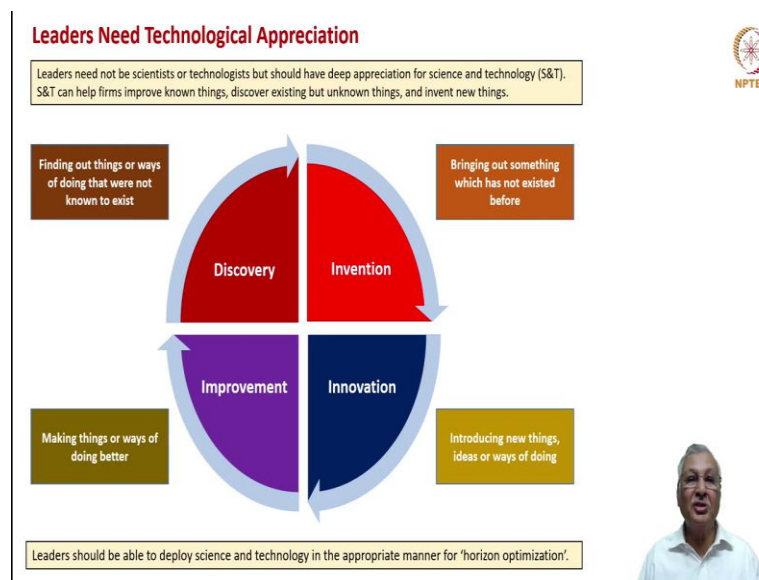 Leaders Need Technological Appreciation
NPTE
Leaders need not be scientists or technologists but should have deep appreciation for science and technology (S&T).
S&T can help firms improve known things, discover existing but unknown things, and invent new things.
Finding out things or ways
of doing that were not
known to exist
Bringing out something
which has not existed
before
Discovery
Invention
Improvement
Innovation
Making things or ways of
doing better
Introducing new things,
ideas or ways of doing
Leaders should be able to deploy science and technology in the appropriate manner for ‘horizon optimization’.